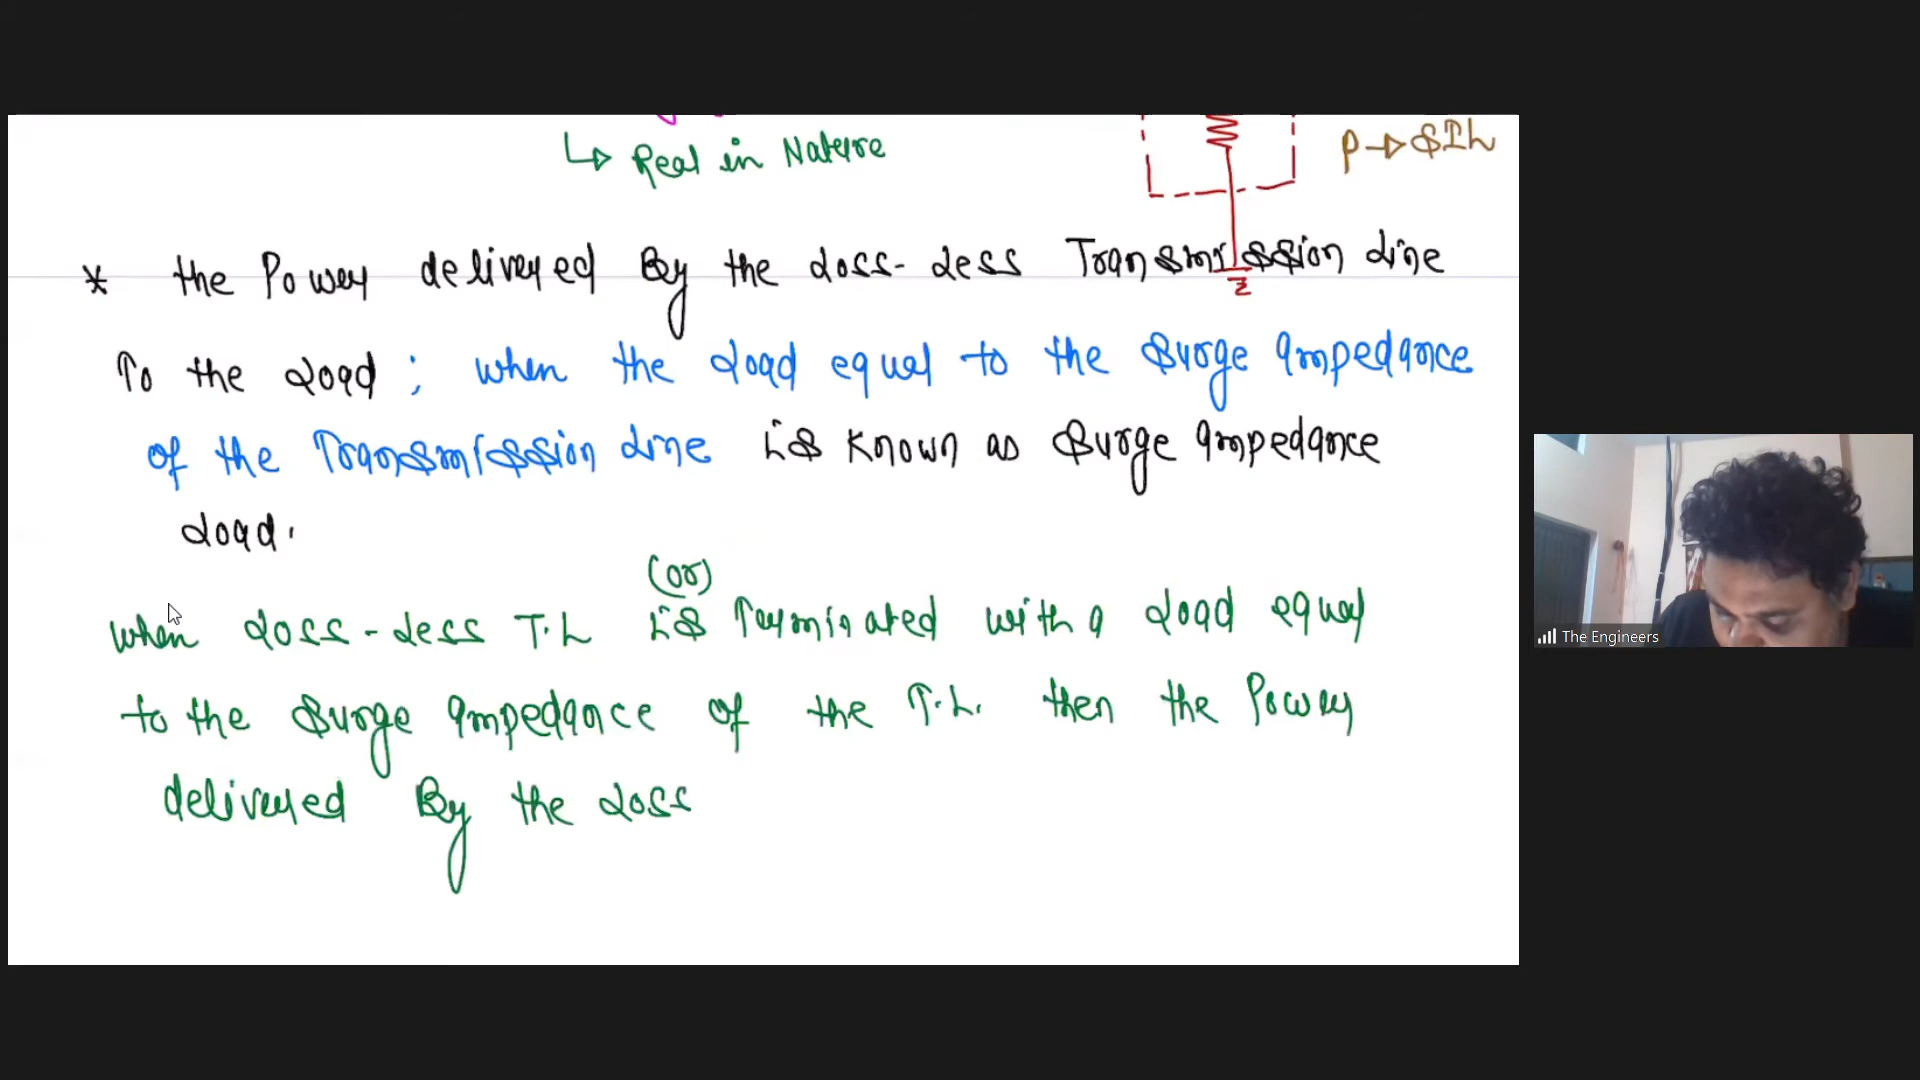 Real in Nature
P → SIL
* the Power delivered By the Loss-Less Transmission Line
To the Load ; when the Load equal to the Surge Impedance
of the Transmission Line is known as Surge Impedance
Load.
(or)
when Loss-Less T.L is Terminated with a Load equal
to the Surge Impedance of the T.L. then the Power
delivered By the Loss
The Engineers